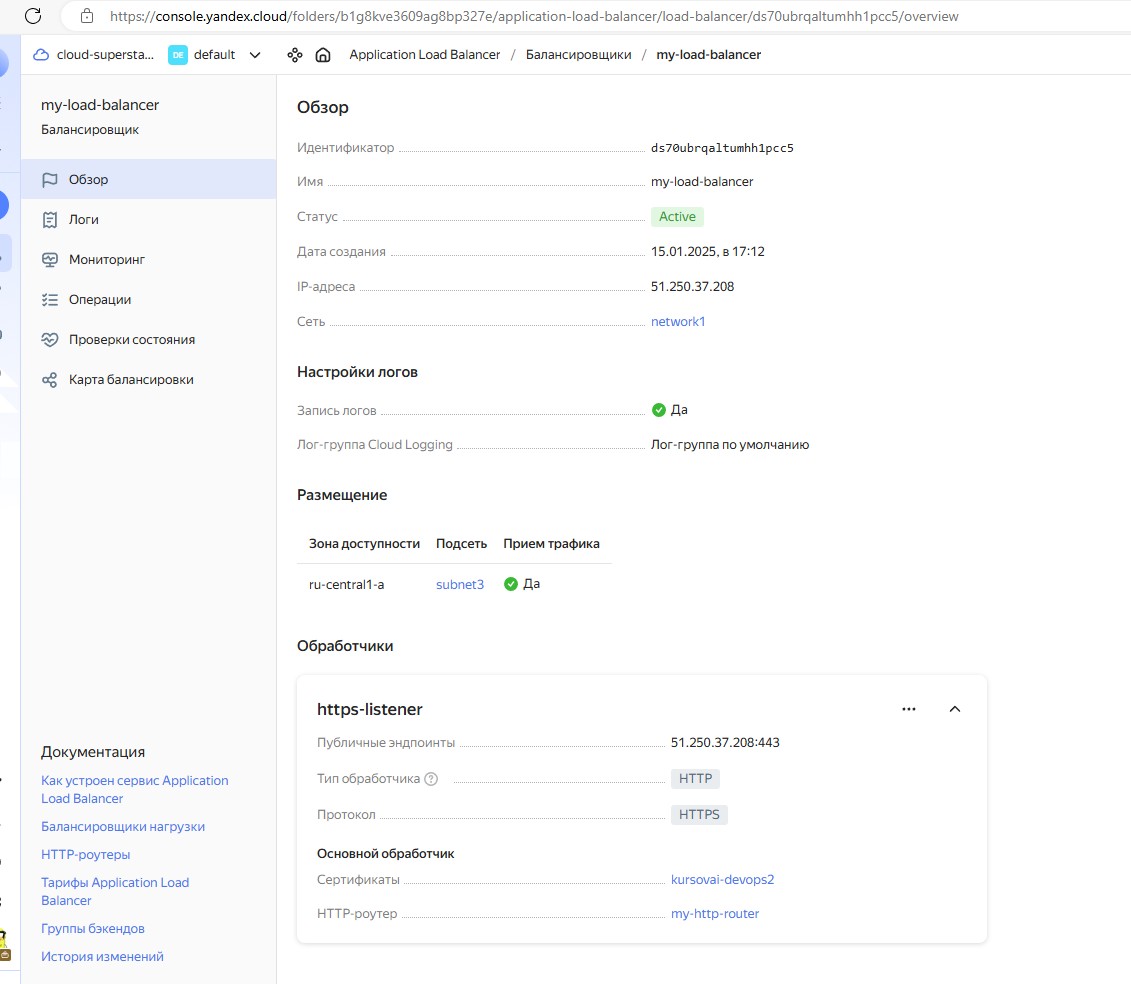 https://console.yandex.cloud/folders/b1g8kve3609ag8bp327e/application-load-balancer/load-balancer/ds70ubrqaltumhh1pcc5/overview
cloud-supersta... DE default Application Load Balancer / Балансировщики / my-load-balancer
my-load-balancer
Балансировщик
Обзор
Логи
Мониторинг
Операции
Проверки состояния
Карта балансировки
Документация
Как устроен сервис Application
Load Balancer
Балансировщики нагрузки
HTTP-роутеры
Тарифы Application Load
Balancer
Группы бэкендов
История изменений
Обзор
Идентификатор ds70ubrqaltumhh1pcc5
Имя my-load-balancer
Статус Active
Дата создания 15.01.2025, в 17:12
IP-адреса 51.250.37.208
Сеть network1
Настройки логов
Запись логов Да
Лог-группа Cloud Logging Лог-группа по умолчанию
Размещение
Зона доступности Подсеть Прием трафика
ru-central1-a subnet3 Да
Обработчики
https-listener
Публичные эндпоинты 51.250.37.208:443
Тип обработчика ? HTTP
Протокол HTTPS
Основной обработчик
Сертификаты kursovai-devops2
HTTP-роутер my-http-router